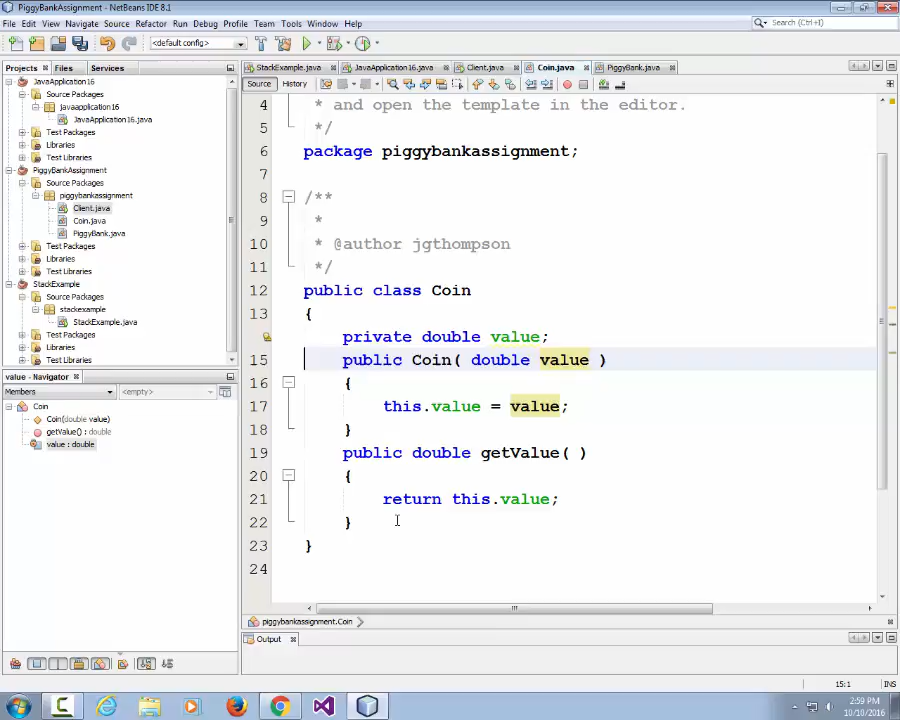 PiggyBankAssignment - NetBeans IDE 8.1
File Edit View Navigate Source Refactor Run Debug Profile Team Tools Window Help
Search (Ctrl+I)
<default config>
Projects Files Services
StackExample.java JavaApplication16.java Client.java Coin.java PiggyBank.java
Source History
JavaApplication16
Source Packages
javaapplication16
JavaApplication16.java
Test Packages
Libraries
Test Libraries
PiggyBankAssignment
Source Packages
piggybankassignment
Client.java
Coin.java
PiggyBank.java
Test Packages
Libraries
Test Libraries
StackExample
Source Packages
stackexample
StackExample.java
Test Packages
Libraries
Test Libraries
4 * and open the template in the editor.
5 */
6 package piggybankassignment;
7
8 /**
9 *
10 * @author jgthompson
11 */
12 public class Coin
13 {
private double value;
15 public Coin( double value )
16 {
17 this.value = value;
18 }
19 public double getValue( )
20 {
21 return this.value;
22 }
23 }
24
value - Navigator
Members <empty>
Coin
Coin(double value)
getValue() : double
value : double
piggybankassignment.Coin
Output
15:1 INS
2:59 PM
10/10/2016